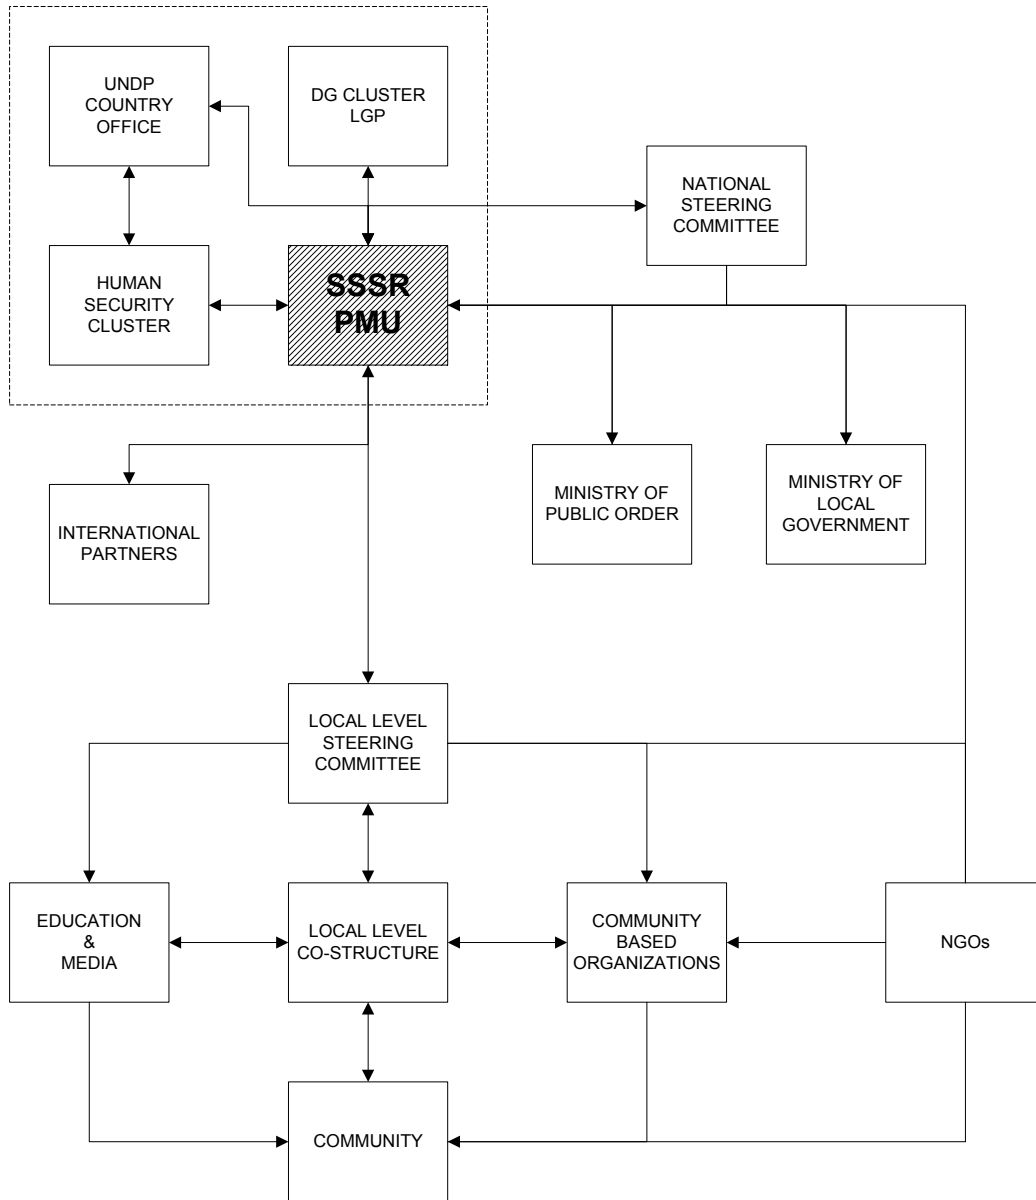 UNDP
COUNTRY
OFFICE
DG CLUSTER
LGP
NATIONAL
STEERING
COMMITTEE
HUMAN
SECURITY
CLUSTER
SSSR
PMU
INTERNATIONAL
PARTNERS
MINISTRY OF
PUBLIC ORDER
MINISTRY OF
LOCAL
GOVERNMENT
LOCAL LEVEL
STEERING
COMMITTEE
EDUCATION
&
MEDIA
LOCAL LEVEL
CO-STRUCTURE
COMMUNITY
BASED
ORGANIZATIONS
NGOs
COMMUNITY